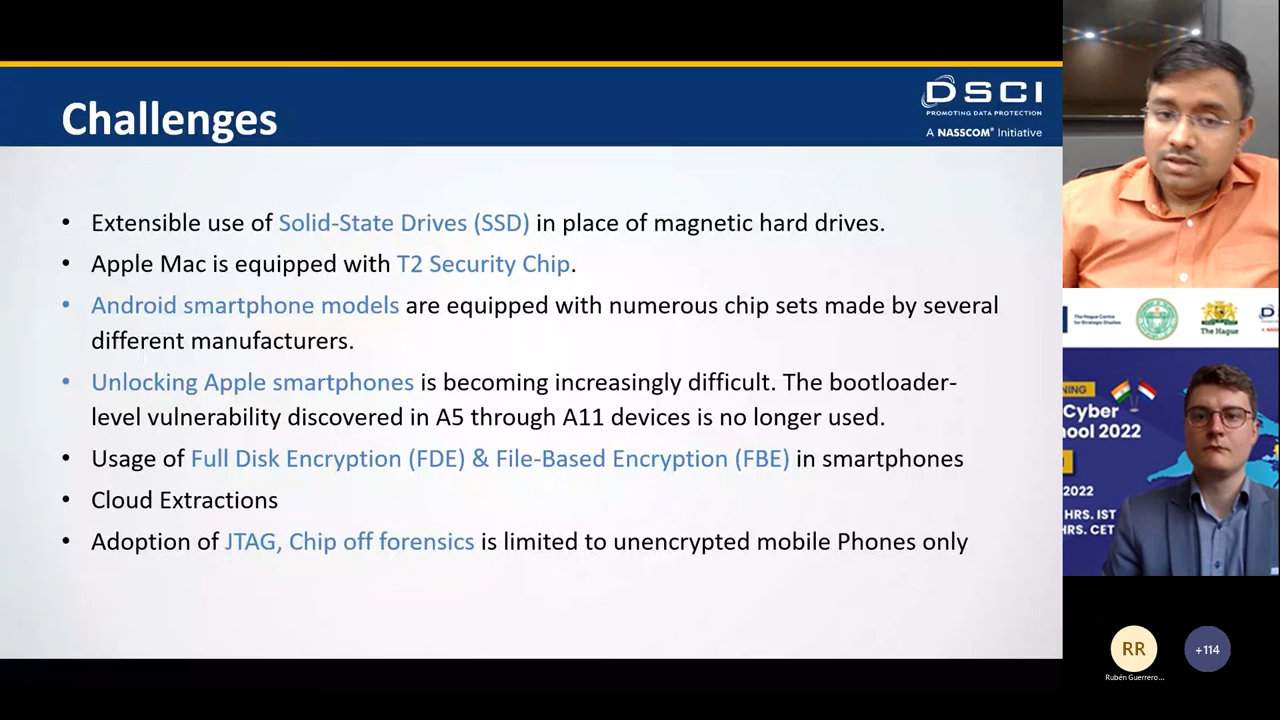 Challenges
DSCI
PROMOTING DATA PROTECTION
A NASSCOM® Initiative
• Extensible use of Solid-State Drives (SSD) in place of magnetic hard drives.
• Apple Mac is equipped with T2 Security Chip.
• Android smartphone models are equipped with numerous chip sets made by several
different manufacturers.
• Unlocking Apple smartphones is becoming increasingly difficult. The bootloader-
level vulnerability discovered in A5 through A11 devices is no longer used.
• Usage of Full Disk Encryption (FDE) & File-Based Encryption (FBE) in smartphones
• Cloud Extractions
• Adoption of JTAG, Chip off forensics is limited to unencrypted mobile Phones only
The Hague Centre
for Strategic Studies
The Hague
D
A NAS
NING
Cyber
ool 2022
2022
HRS. IST
HRS. CET
RR
+114
Rubén Guerrero...